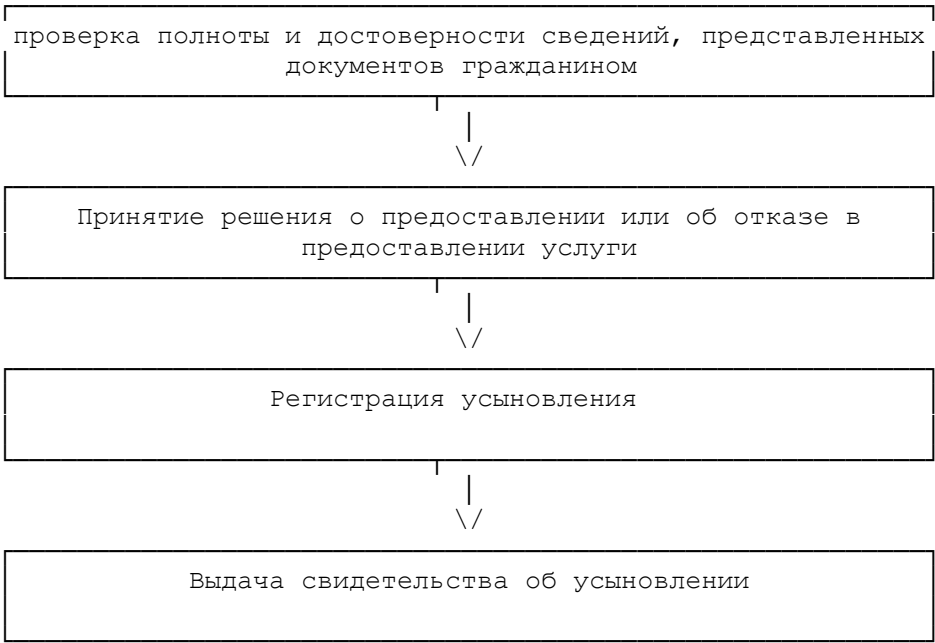 проверка полноты и достоверности сведений, представленных
документов гражданином
Принятие решения о предоставлении или об отказе в
предоставлении услуги
Регистрация усыновления
Выдача свидетельства об усыновлении